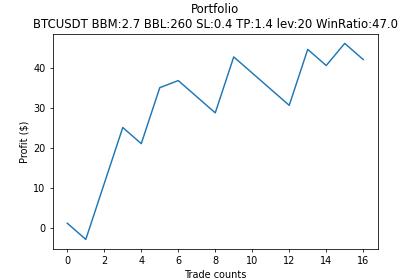 Portfolio
BTCUSDT BBM:2.7 BBL:260 SL:0.4 TP:1.4 lev:20 WinRatio:47.0
40
30
20
10
0
Profit ($)
0 2 4 6 8 10 12 14 16
Trade counts